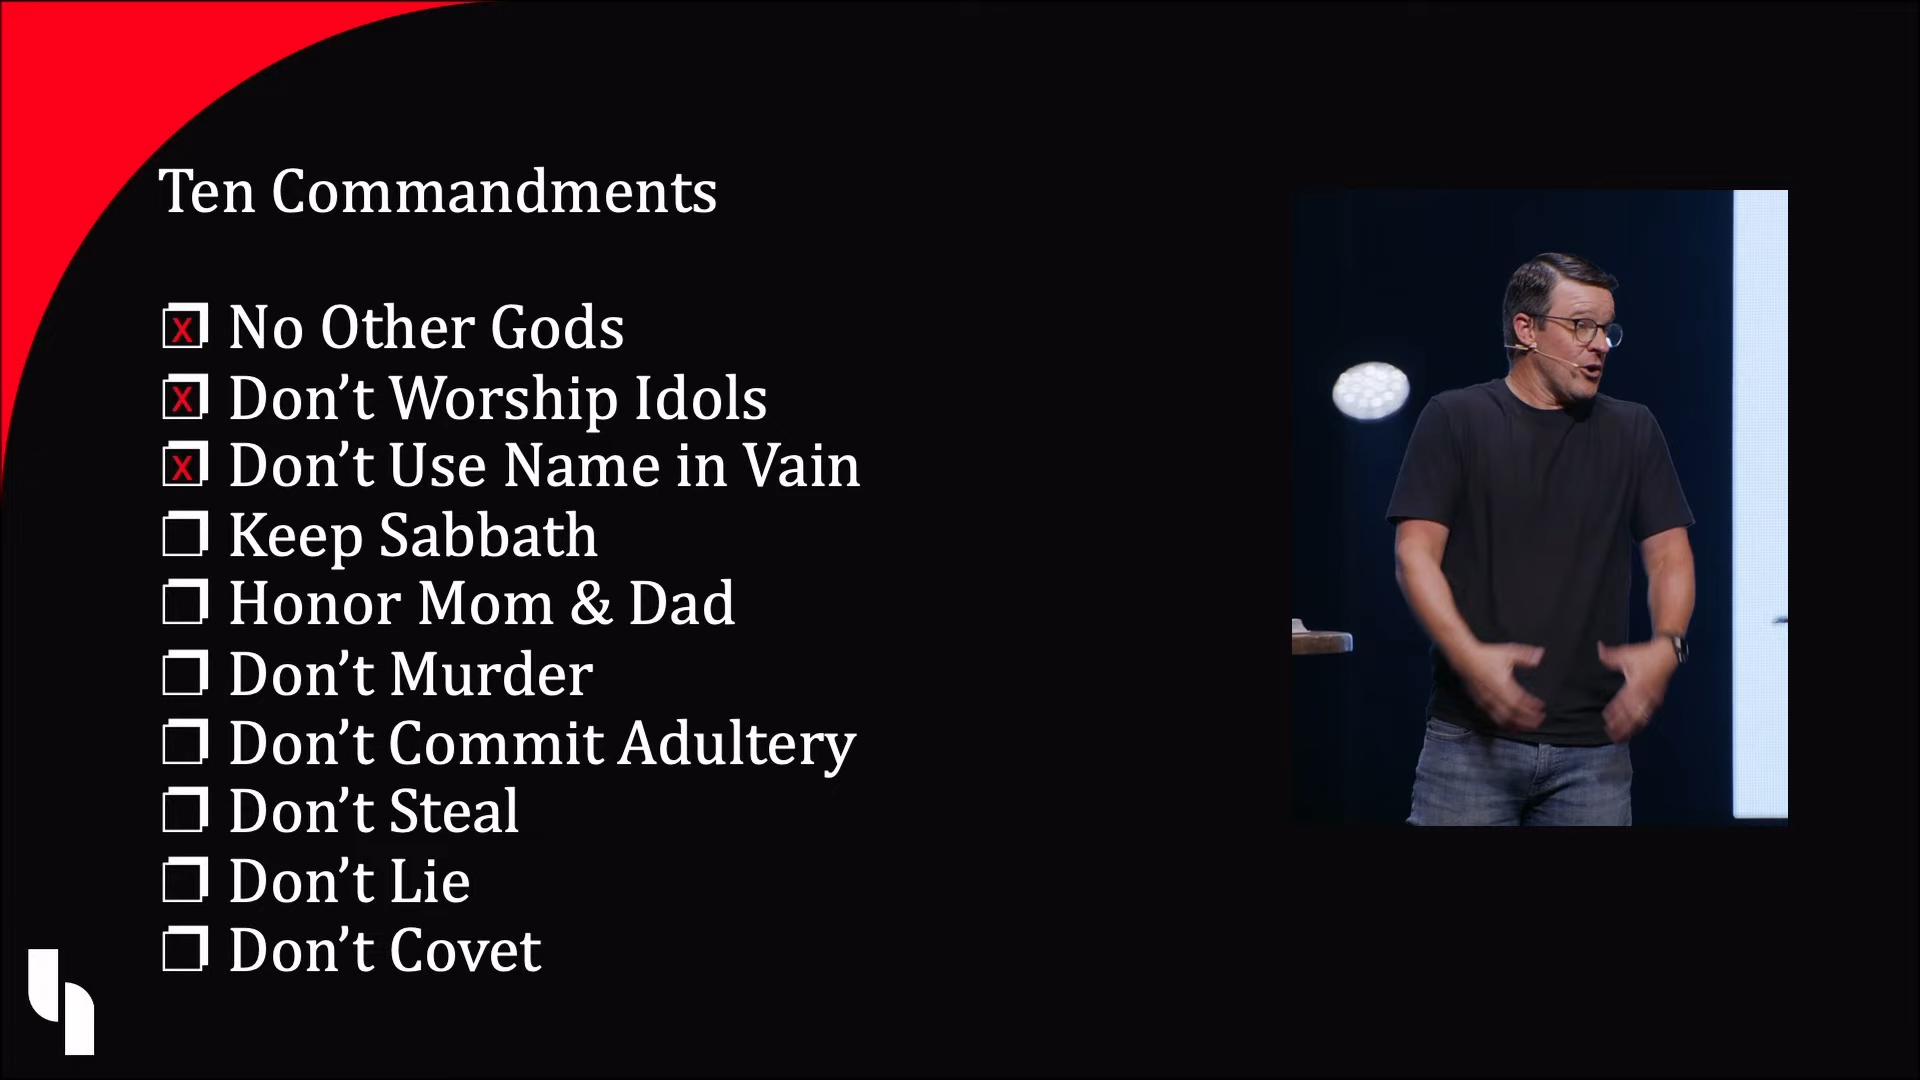 Ten Commandments
x No Other Gods
x Don’t Worship Idols
x Don’t Use Name in Vain
Keep Sabbath
Honor Mom & Dad
Don’t Murder
Don’t Commit Adultery
Don’t Steal
Don’t Lie
Don’t Covet